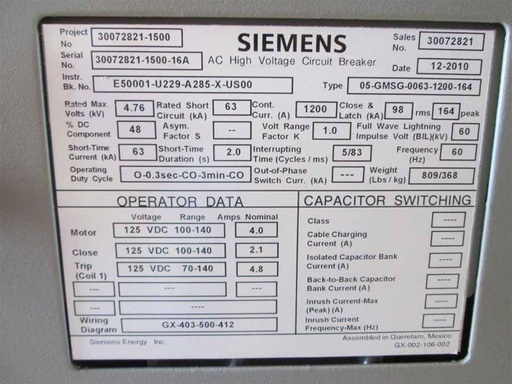 Project No 30072821-1500 SIEMENS Sales No 30072821
Serial No. 30072821-1500-16A AC High Voltage Circuit Breaker Date 12-2010
Instr. Bk. No. E50001-U229-A285-X-US00 Type 05-GMSG-0063-1200-164
Rated Max. Volts (kV) 4.76 Rated Short Circuit (kA) 63 Cont. Curr. (A) 1200 Close & Latch (kA) 98 rms 164 peak
% DC Component 48 Asym. Factor S -- Volt Range Factor K 1.0 Full Wave Lightning Impulse Volt (BIL)(kV) 60
Short-Time Current (kA) 63 Short-Time Duration (s) 2.0 Interrupting Time (Cycles / ms) 5/83 Frequency (Hz) 60
Operating Duty Cycle O-0.3sec-CO-3min-CO Out-of-Phase Switch Curr. (kA) --- Weight (Lbs / kg) 809/368
OPERATOR DATA
Voltage Range Amps Nominal
Motor 125 VDC 100-140 4.0
Close 125 VDC 100-140 2.1
Trip (Coil 1) 125 VDC 70-140 4.8
--- --- --- ---
--- --- --- ---
Wiring Diagram GX-403-500-412
Siemens Energy Inc.
CAPACITOR SWITCHING
Class ----
Cable Charging Current (A) ----
Isolated Capacitor Bank Current (A) ----
Back-to-Back Capacitor Bank Current (A) ----
Inrush Current-Max (Peak) (A) ----
Inrush Current Frequency-Max (Hz) ----
Assembled in Queretaro, Mexico
GX-002-106-002